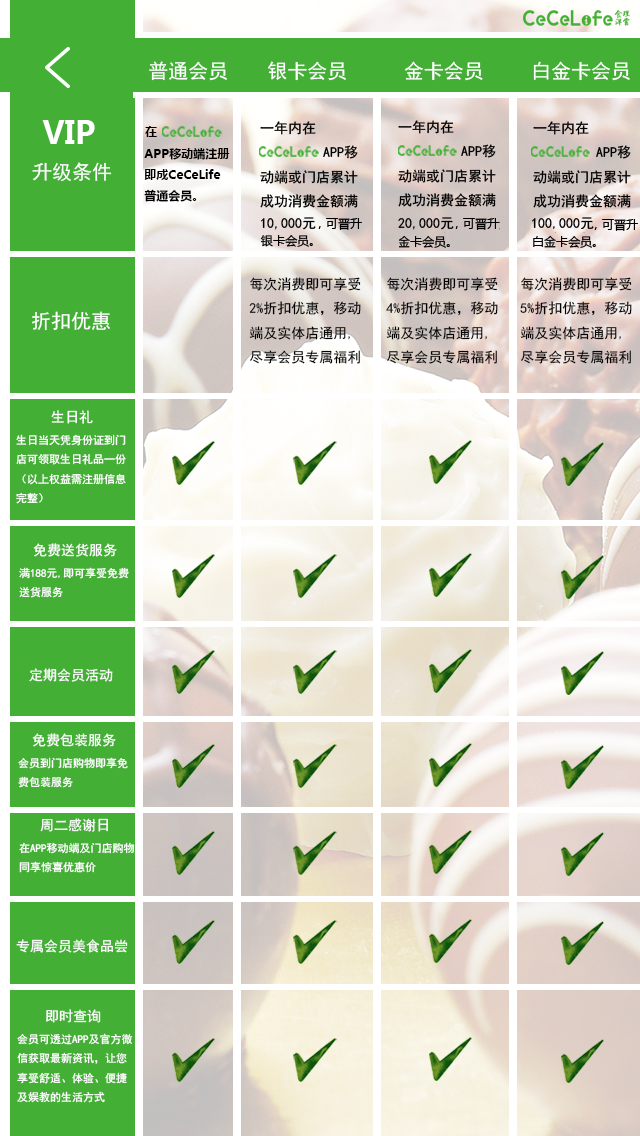 CeCeLife 食择洋食
普通会员 银卡会员 金卡会员 白金卡会员
VIP
升级条件
在 CeCeLife
APP移动端注册
即成CeCeLife
普通会员。
一年内在
CeCeLife APP移
动端或门店累计
成功消费金额满
10,000元,可晋升
银卡会员。
一年内在
CeCeLife APP移
动端或门店累计
成功消费金额满
20,000元,可晋升
金卡会员。
一年内在
CeCeLife APP移
动端或门店累计
成功消费金额满
100,000元,可晋升
白金卡会员。
折扣优惠
每次消费即可享受
2%折扣优惠，移动
端及实体店通用,
尽享会员专属福利
每次消费即可享受
4%折扣优惠，移动
端及实体店通用,
尽享会员专属福利
每次消费即可享受
5%折扣优惠，移动
端及实体店通用,
尽享会员专属福利
生日礼
生日当天凭身份证到门
店可领取生日礼品一份
（以上权益需注册信息
完整）
免费送货服务
满188元,即可享受免费
送货服务
定期会员活动
免费包装服务
会员到门店购物即享免
费包装服务
周二感谢日
在APP移动端及门店购物
同享惊喜优惠价
专属会员美食品尝
即时查询
会员可透过APP及官方微
信获取最新资讯，让您
享受舒适、体验、便捷
及娱教的生活方式